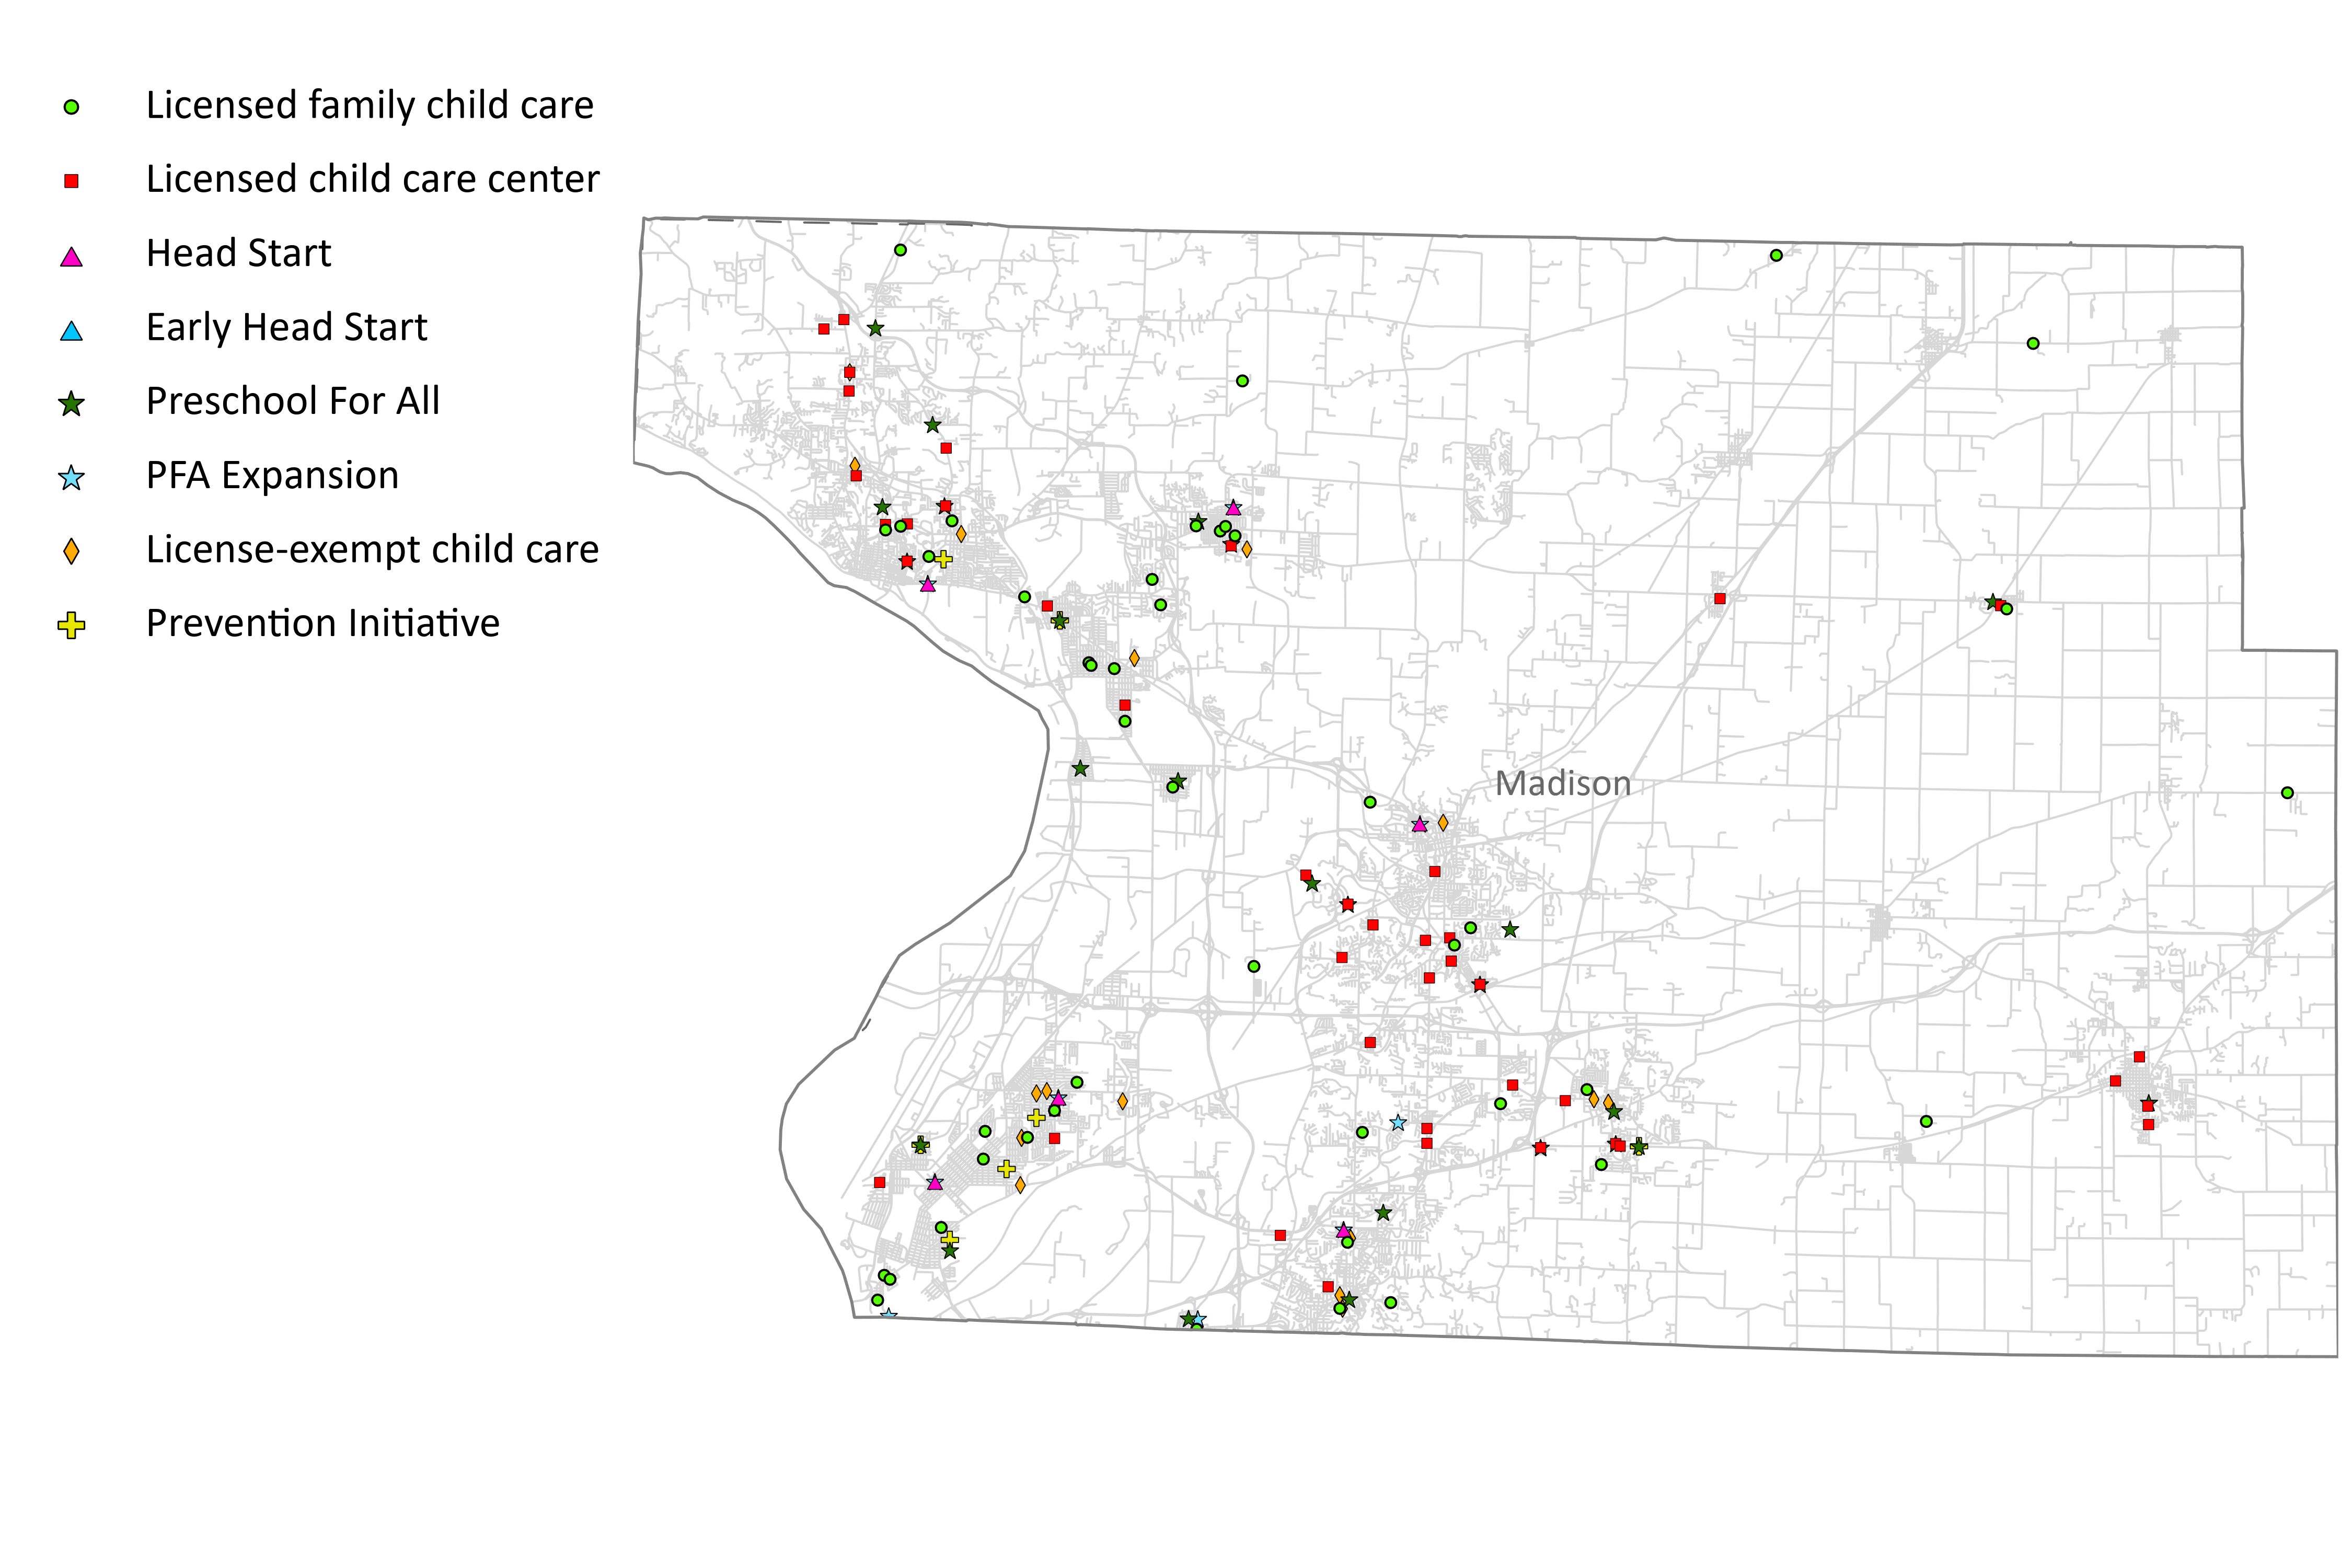 Licensed family child care
Licensed child care center
Head Start
Early Head Start
Preschool For All
PFA Expansion
License-exempt child care
Prevention Initiative
Madison